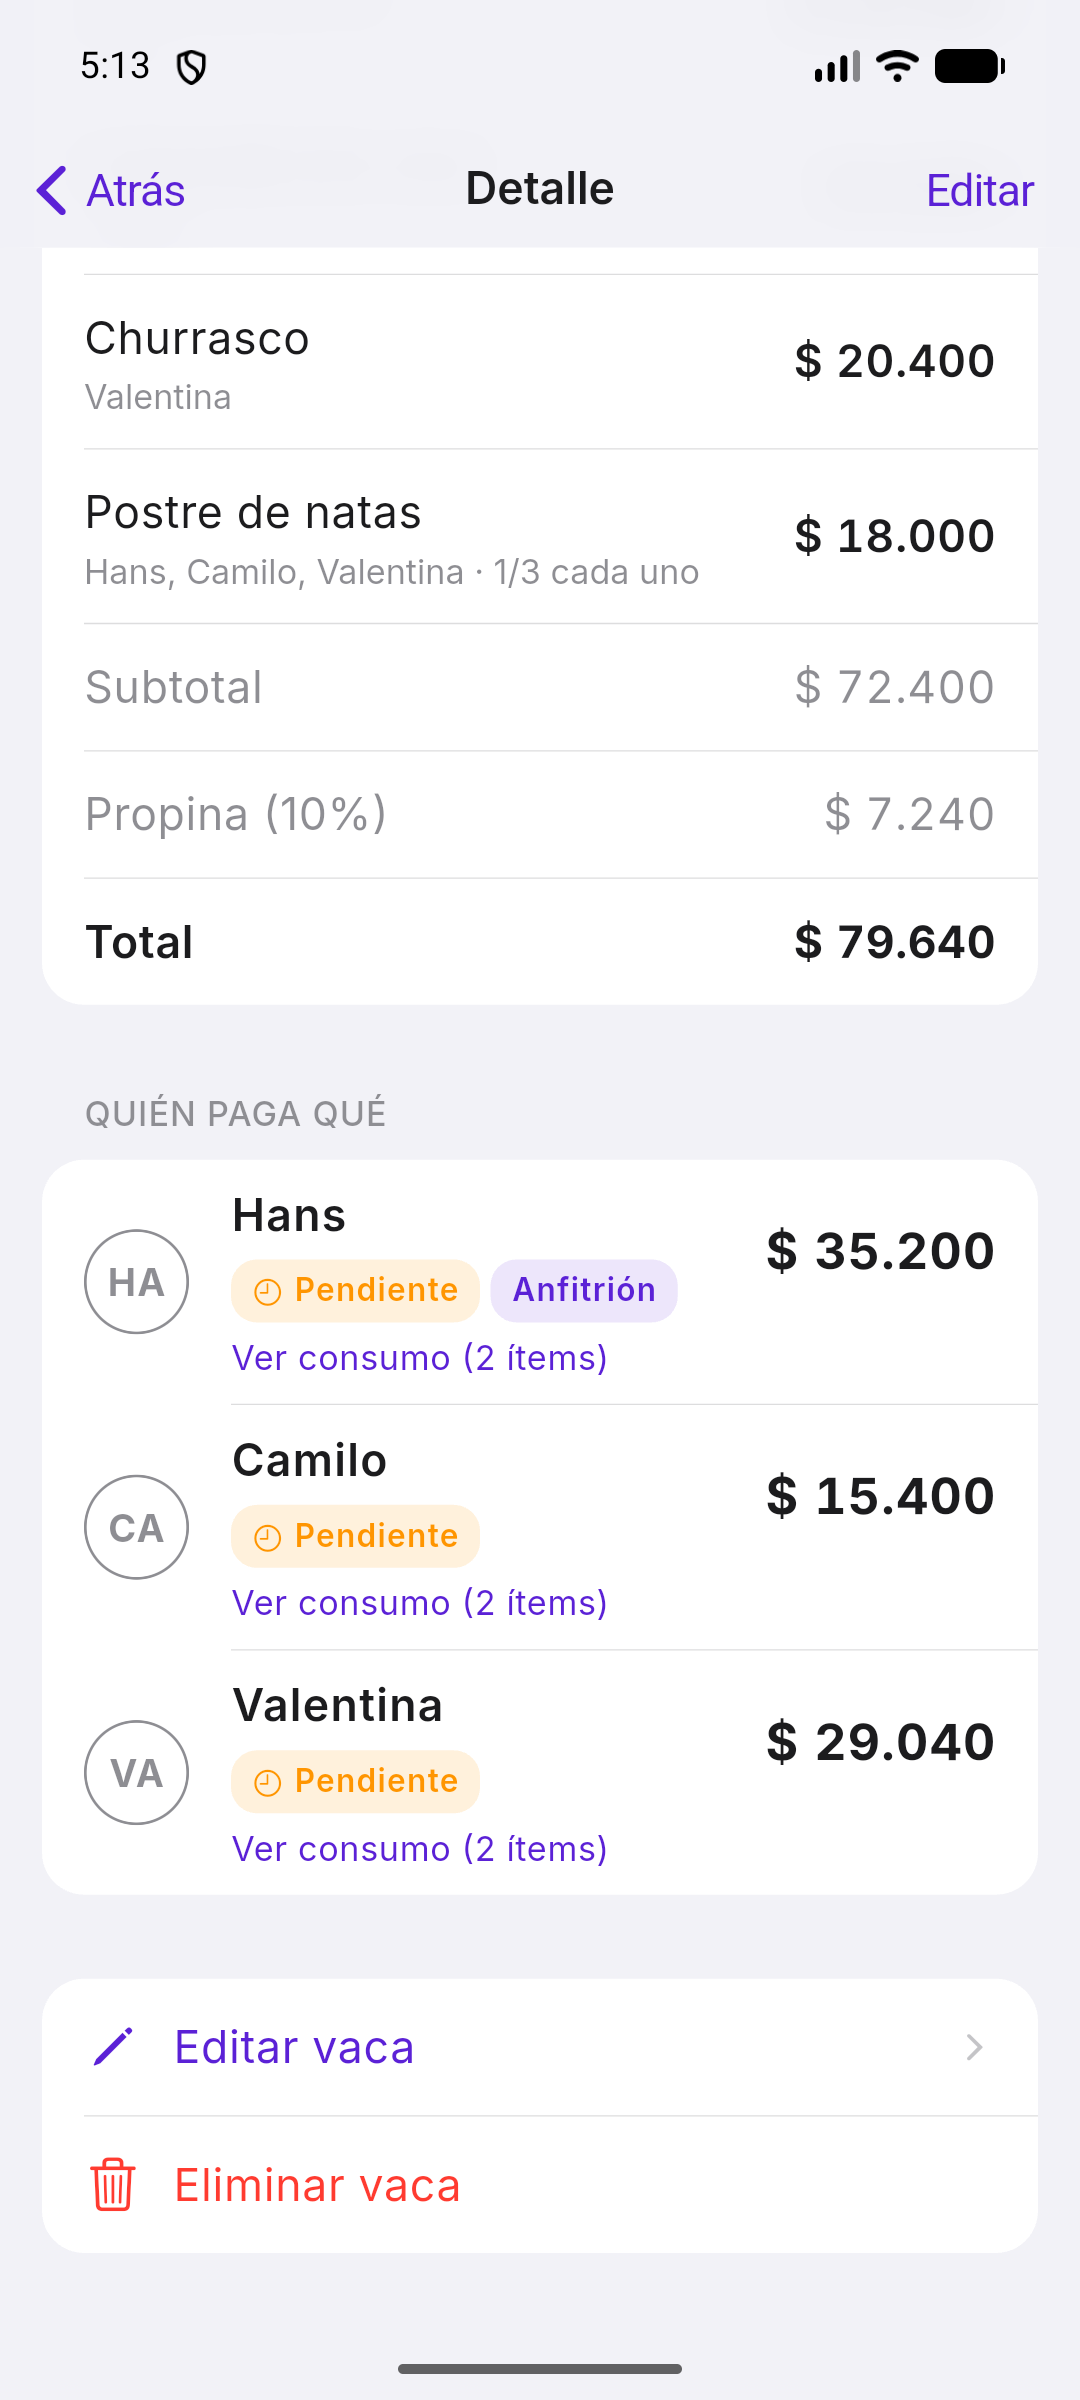 5:13
Atrás
Detalle
Editar
Churrasco
Valentina
$ 20.400
Postre de natas
Hans, Camilo, Valentina · 1/3 cada uno
$ 18.000
Subtotal
$ 72.400
Propina (10%)
$ 7.240
Total
$ 79.640
QUIÉN PAGA QUÉ
HA
Hans
Pendiente
Anfitrión
Ver consumo (2 ítems)
$ 35.200
CA
Camilo
Pendiente
Ver consumo (2 ítems)
$ 15.400
VA
Valentina
Pendiente
Ver consumo (2 ítems)
$ 29.040
Editar vaca
Eliminar vaca